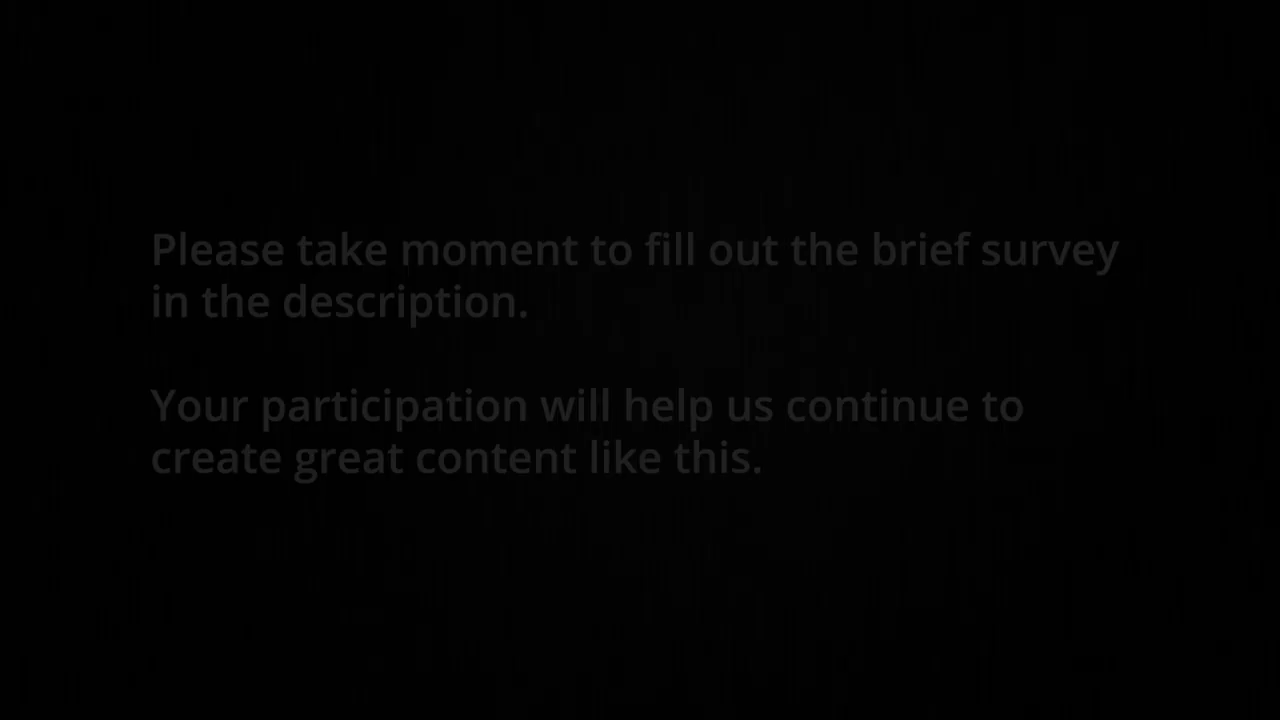 Please take moment to fill out the brief survey
in the description.
Your participation will help us continue to
create great content like this.